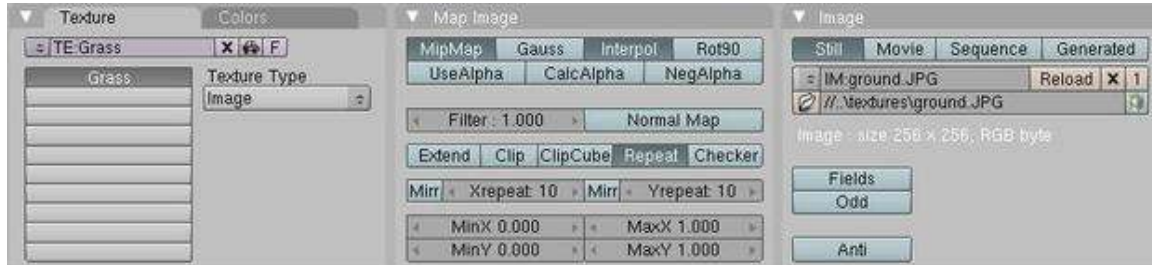 Texture
Colors
TE:Grass
F
Grass
Texture Type
Image
Map Image
MipMap Gauss Interpol Rot90
UseAlpha CalcAlpha NegAlpha
Filter : 1.000 Normal Map
Extend Clip ClipCube Repeat Checker
Mirr Xrepeat: 10 Mirr Yrepeat: 10
MinX 0.000 MaxX 1.000
MinY 0.000 MaxY 1.000
Image
Still Movie Sequence Generated
IM:ground.JPG Reload X 1
//..\textures\ground.JPG
Image : size 256 x 256, RGB byte
Fields
Odd
Anti